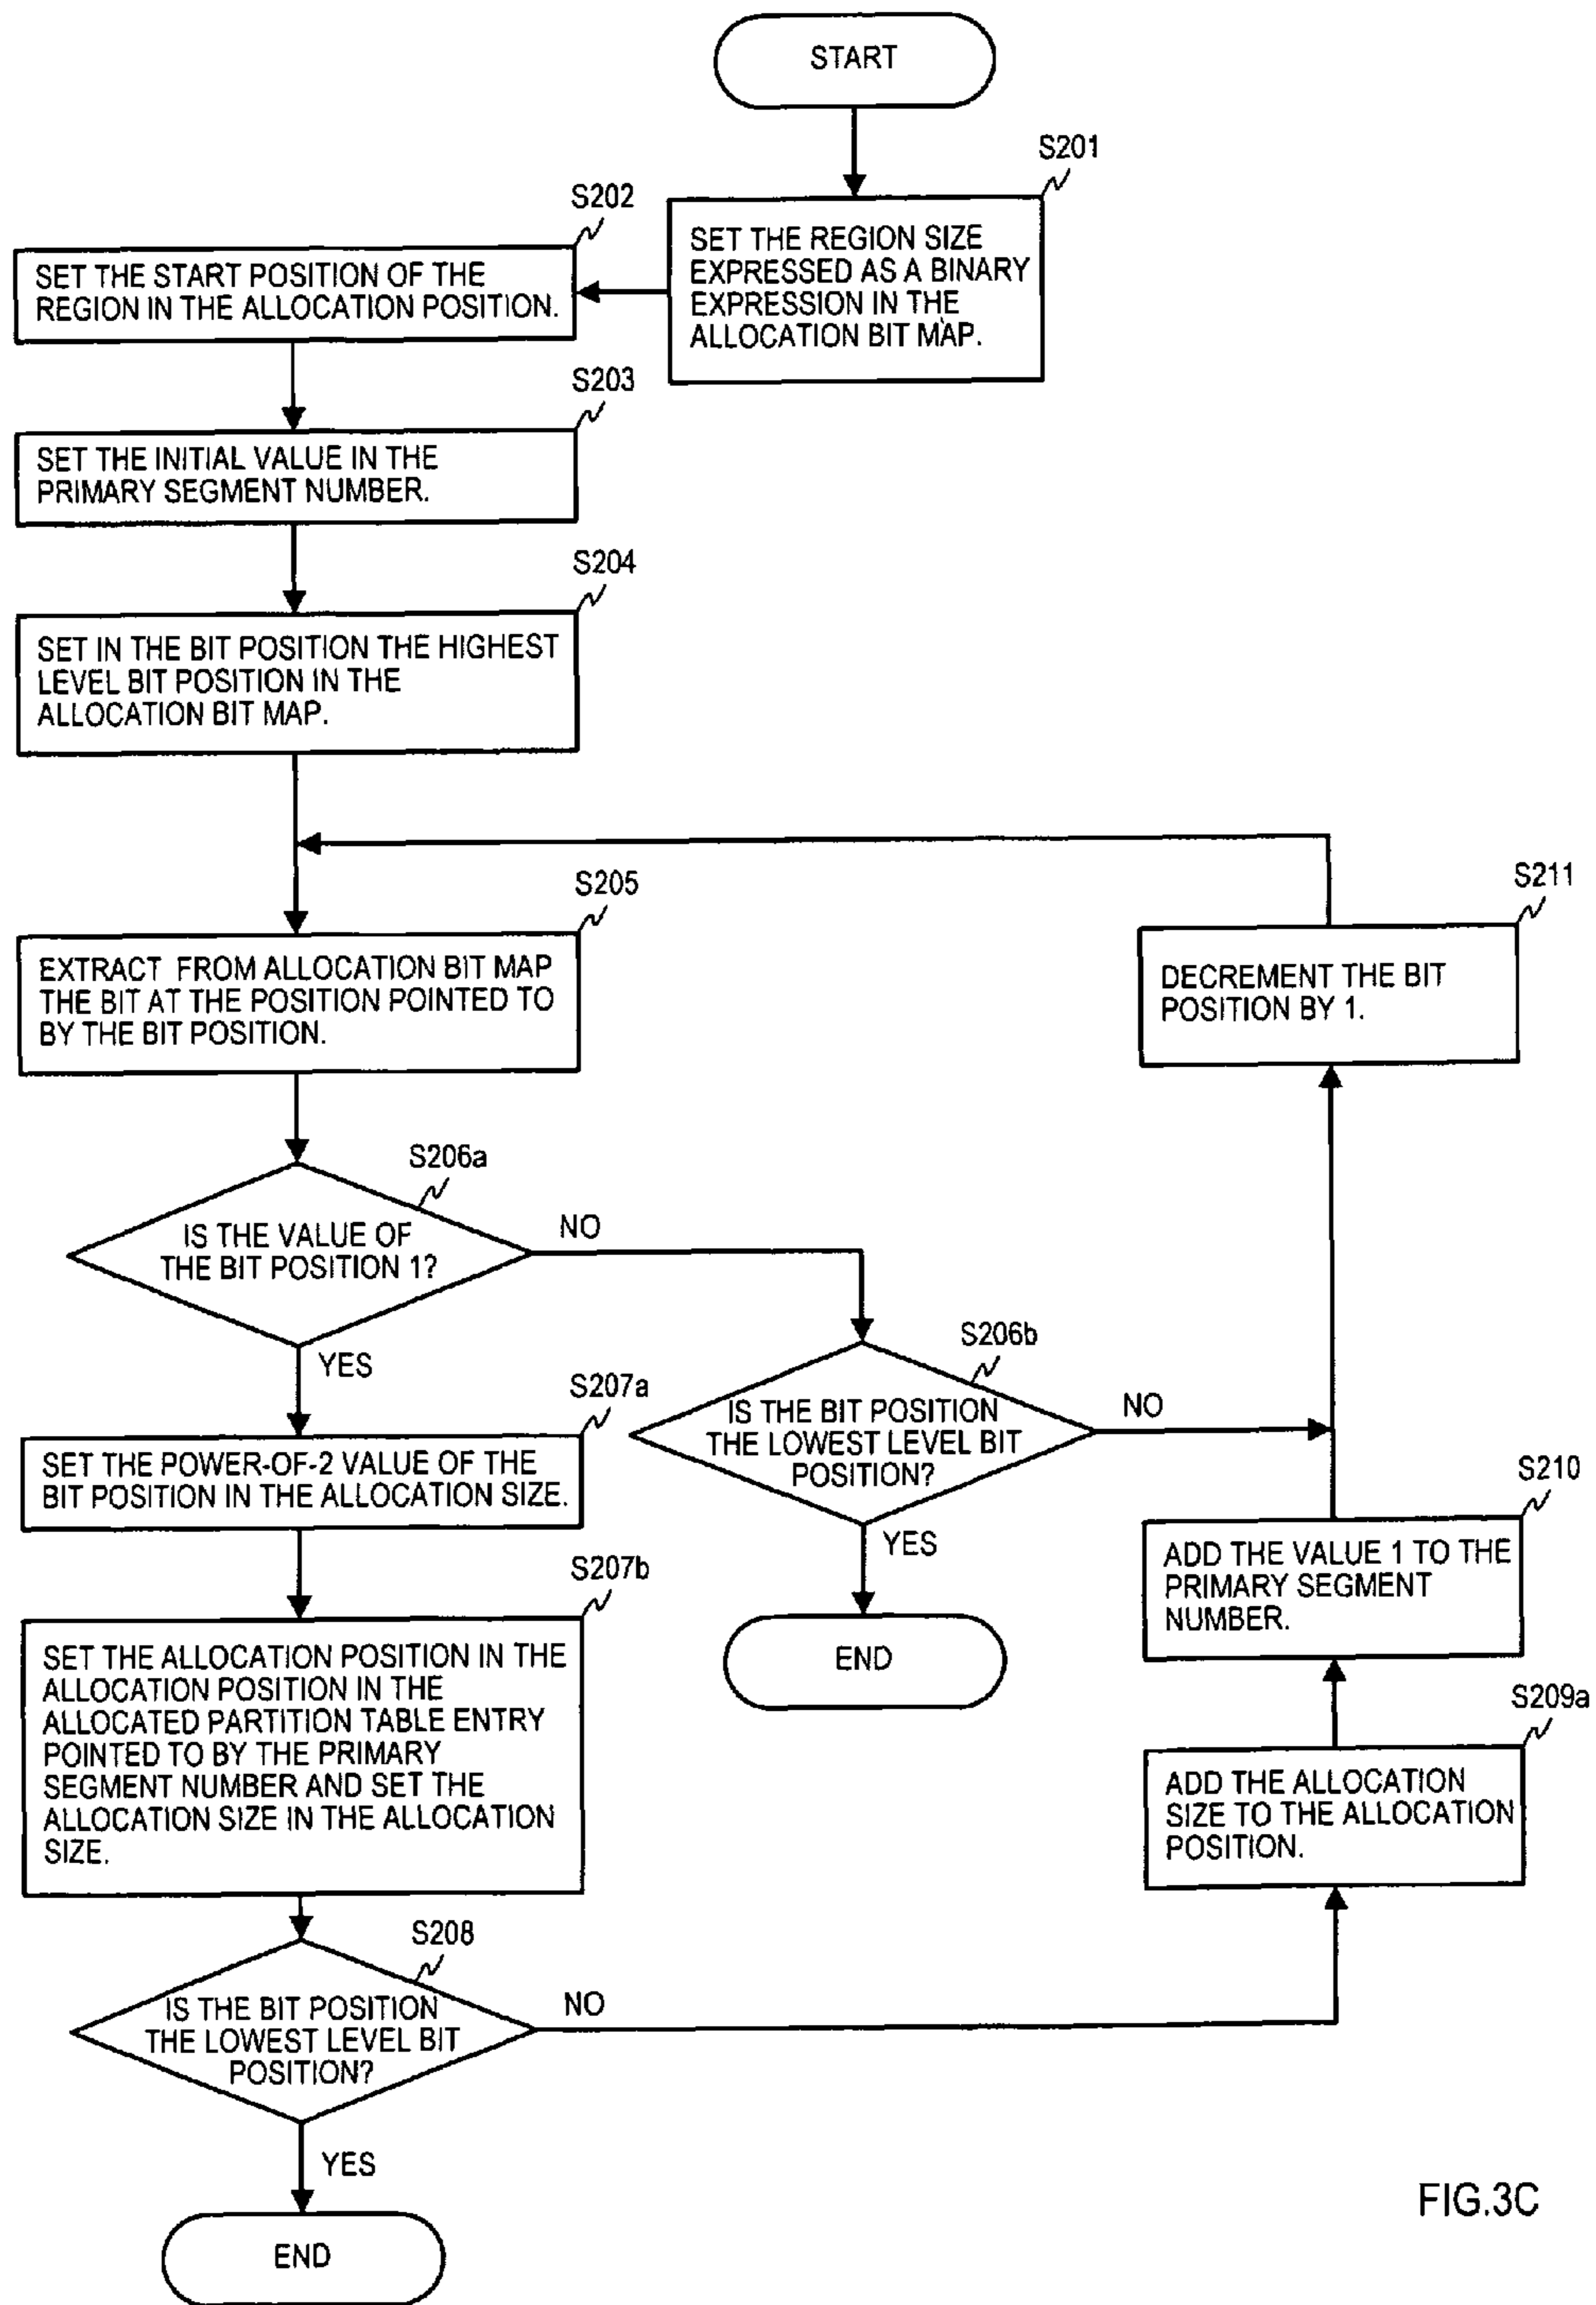 START
S201
SET THE REGION SIZE
EXPRESSED AS A BINARY
EXPRESSION IN THE
ALLOCATION BIT MAP.
S202
SET THE START POSITION OF THE
REGION IN THE ALLOCATION POSITION.
S203
SET THE INITIAL VALUE IN THE
PRIMARY SEGMENT NUMBER.
S204
SET IN THE BIT POSITION THE HIGHEST
LEVEL BIT POSITION IN THE
ALLOCATION BIT MAP.
S205
EXTRACT FROM ALLOCATION BIT MAP
THE BIT AT THE POSITION POINTED TO
BY THE BIT POSITION.
S211
DECREMENT THE BIT
POSITION BY 1.
S206a
IS THE VALUE OF
THE BIT POSITION 1?
NO
YES
S206b
IS THE BIT POSITION
THE LOWEST LEVEL BIT
POSITION?
NO
YES
END
S207a
SET THE POWER-OF-2 VALUE OF THE
BIT POSITION IN THE ALLOCATION SIZE.
S207b
SET THE ALLOCATION POSITION IN THE
ALLOCATION POSITION IN THE
ALLOCATED PARTITION TABLE ENTRY
POINTED TO BY THE PRIMARY
SEGMENT NUMBER AND SET THE
ALLOCATION SIZE IN THE ALLOCATION
SIZE.
S210
ADD THE VALUE 1 TO THE
PRIMARY SEGMENT
NUMBER.
S209a
ADD THE ALLOCATION
SIZE TO THE ALLOCATION
POSITION.
S208
IS THE BIT POSITION
THE LOWEST LEVEL BIT
POSITION?
NO
YES
END
FIG.3C